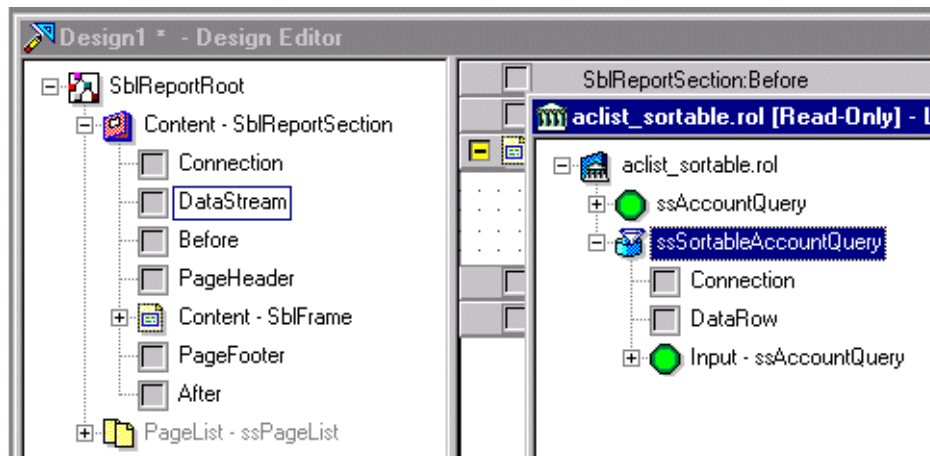 Design1 * - Design Editor
SblReportRoot
Content - SblReportSection
Connection
DataStream
Before
PageHeader
Content - SblFrame
PageFooter
After
PageList - ssPageList
SblReportSection:Before
aclist_sortable.rol [Read-Only] - L
aclist_sortable.rol
ssAccountQuery
ssSortableAccountQuery
Connection
DataRow
Input - ssAccountQuery